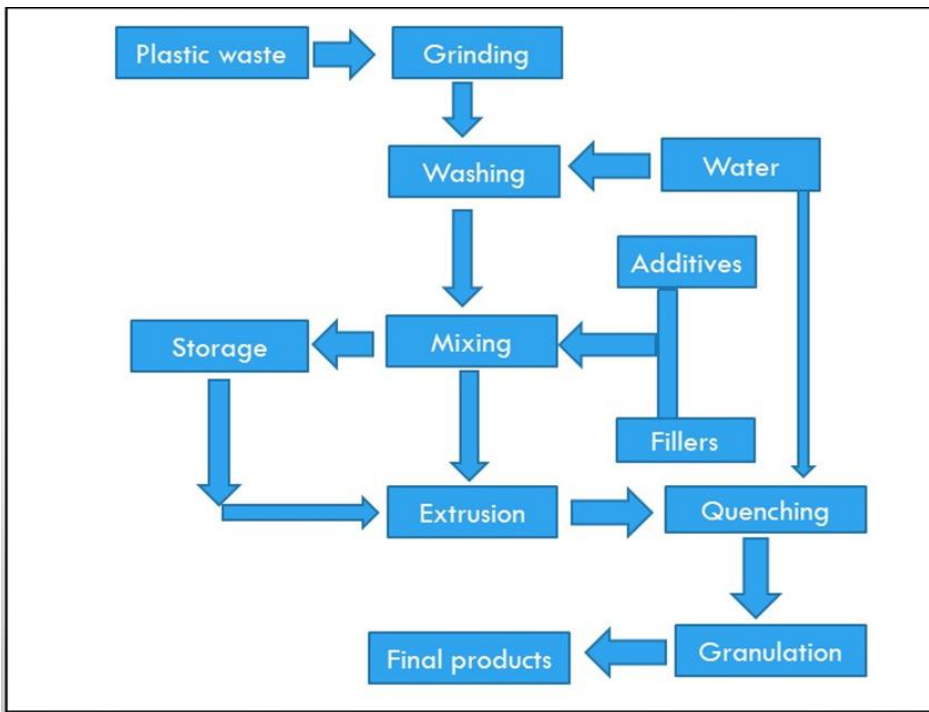 Plastic waste
Grinding
Washing
Water
Additives
Storage
Mixing
Fillers
Extrusion
Quenching
Final products
Granulation